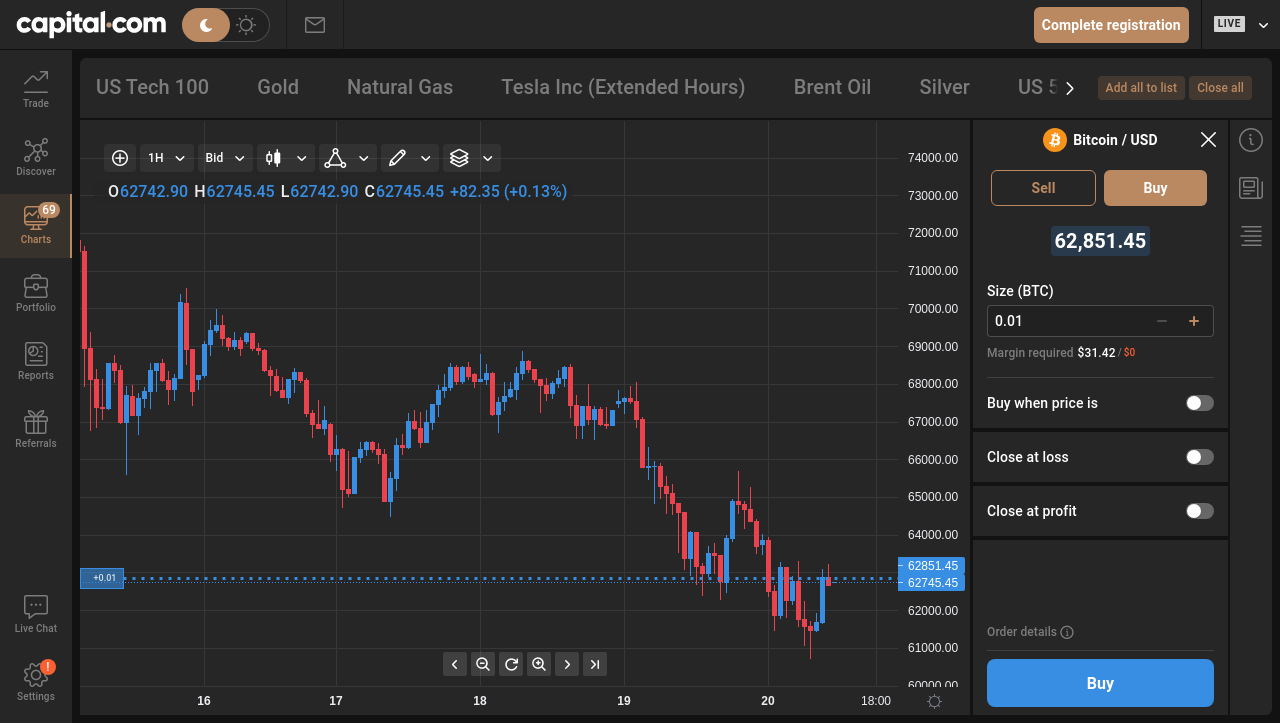 capital.com
Complete registration
LIVE
Trade
Discover
69
Charts
Portfolio
Reports
Referrals
Live Chat
!
Settings
US Tech 100
Gold
Natural Gas
Tesla Inc (Extended Hours)
Brent Oil
Silver
US 5
Add all to list
Close all
1H
Bid
O62742.90 H62745.45 L62742.90 C62745.45 +82.35 (+0.13%)
74000.00
73000.00
72000.00
71000.00
70000.00
69000.00
68000.00
67000.00
66000.00
65000.00
64000.00
62851.45
62745.45
62000.00
61000.00
60000.00
+0.01
16
17
18
19
20
18:00
Bitcoin / USD
Sell
Buy
62,851.45
Size (BTC)
0.01
Margin required $31.42 / $0
Buy when price is
Close at loss
Close at profit
Order details
Buy